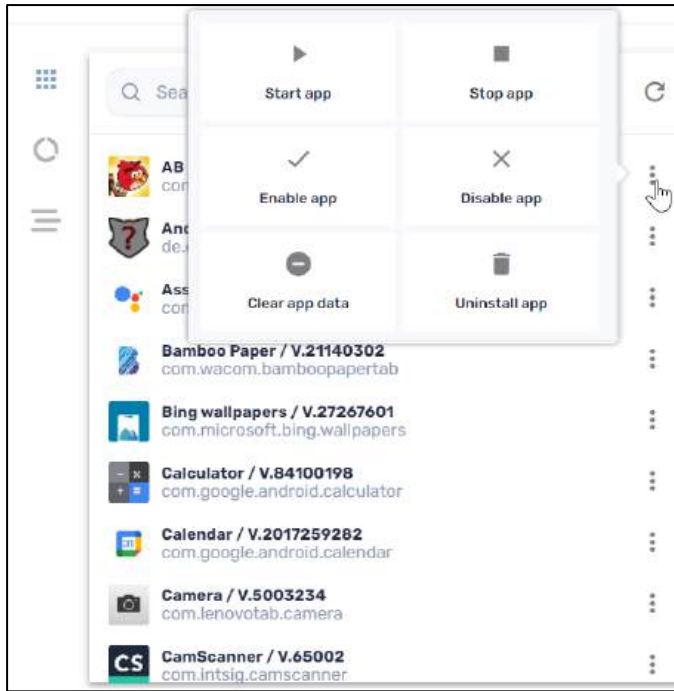 Start app
Stop app
Sea
Enable app
Disable app
AB
com
And
de.
Clear app data
Uninstall app
Ass
com
Bamboo Paper / V.21140302
com.wacom.bamboopapertab
Bing wallpapers / V.27267601
com.microsoft.bing.wallpapers
Calculator / V.84100198
com.google.android.calculator
Calendar / V.2017259282
com.google.android.calendar
Camera / V.5003234
com.lenovotab.camera
CS
CamScanner / V.65002
com.intsig.camscanner